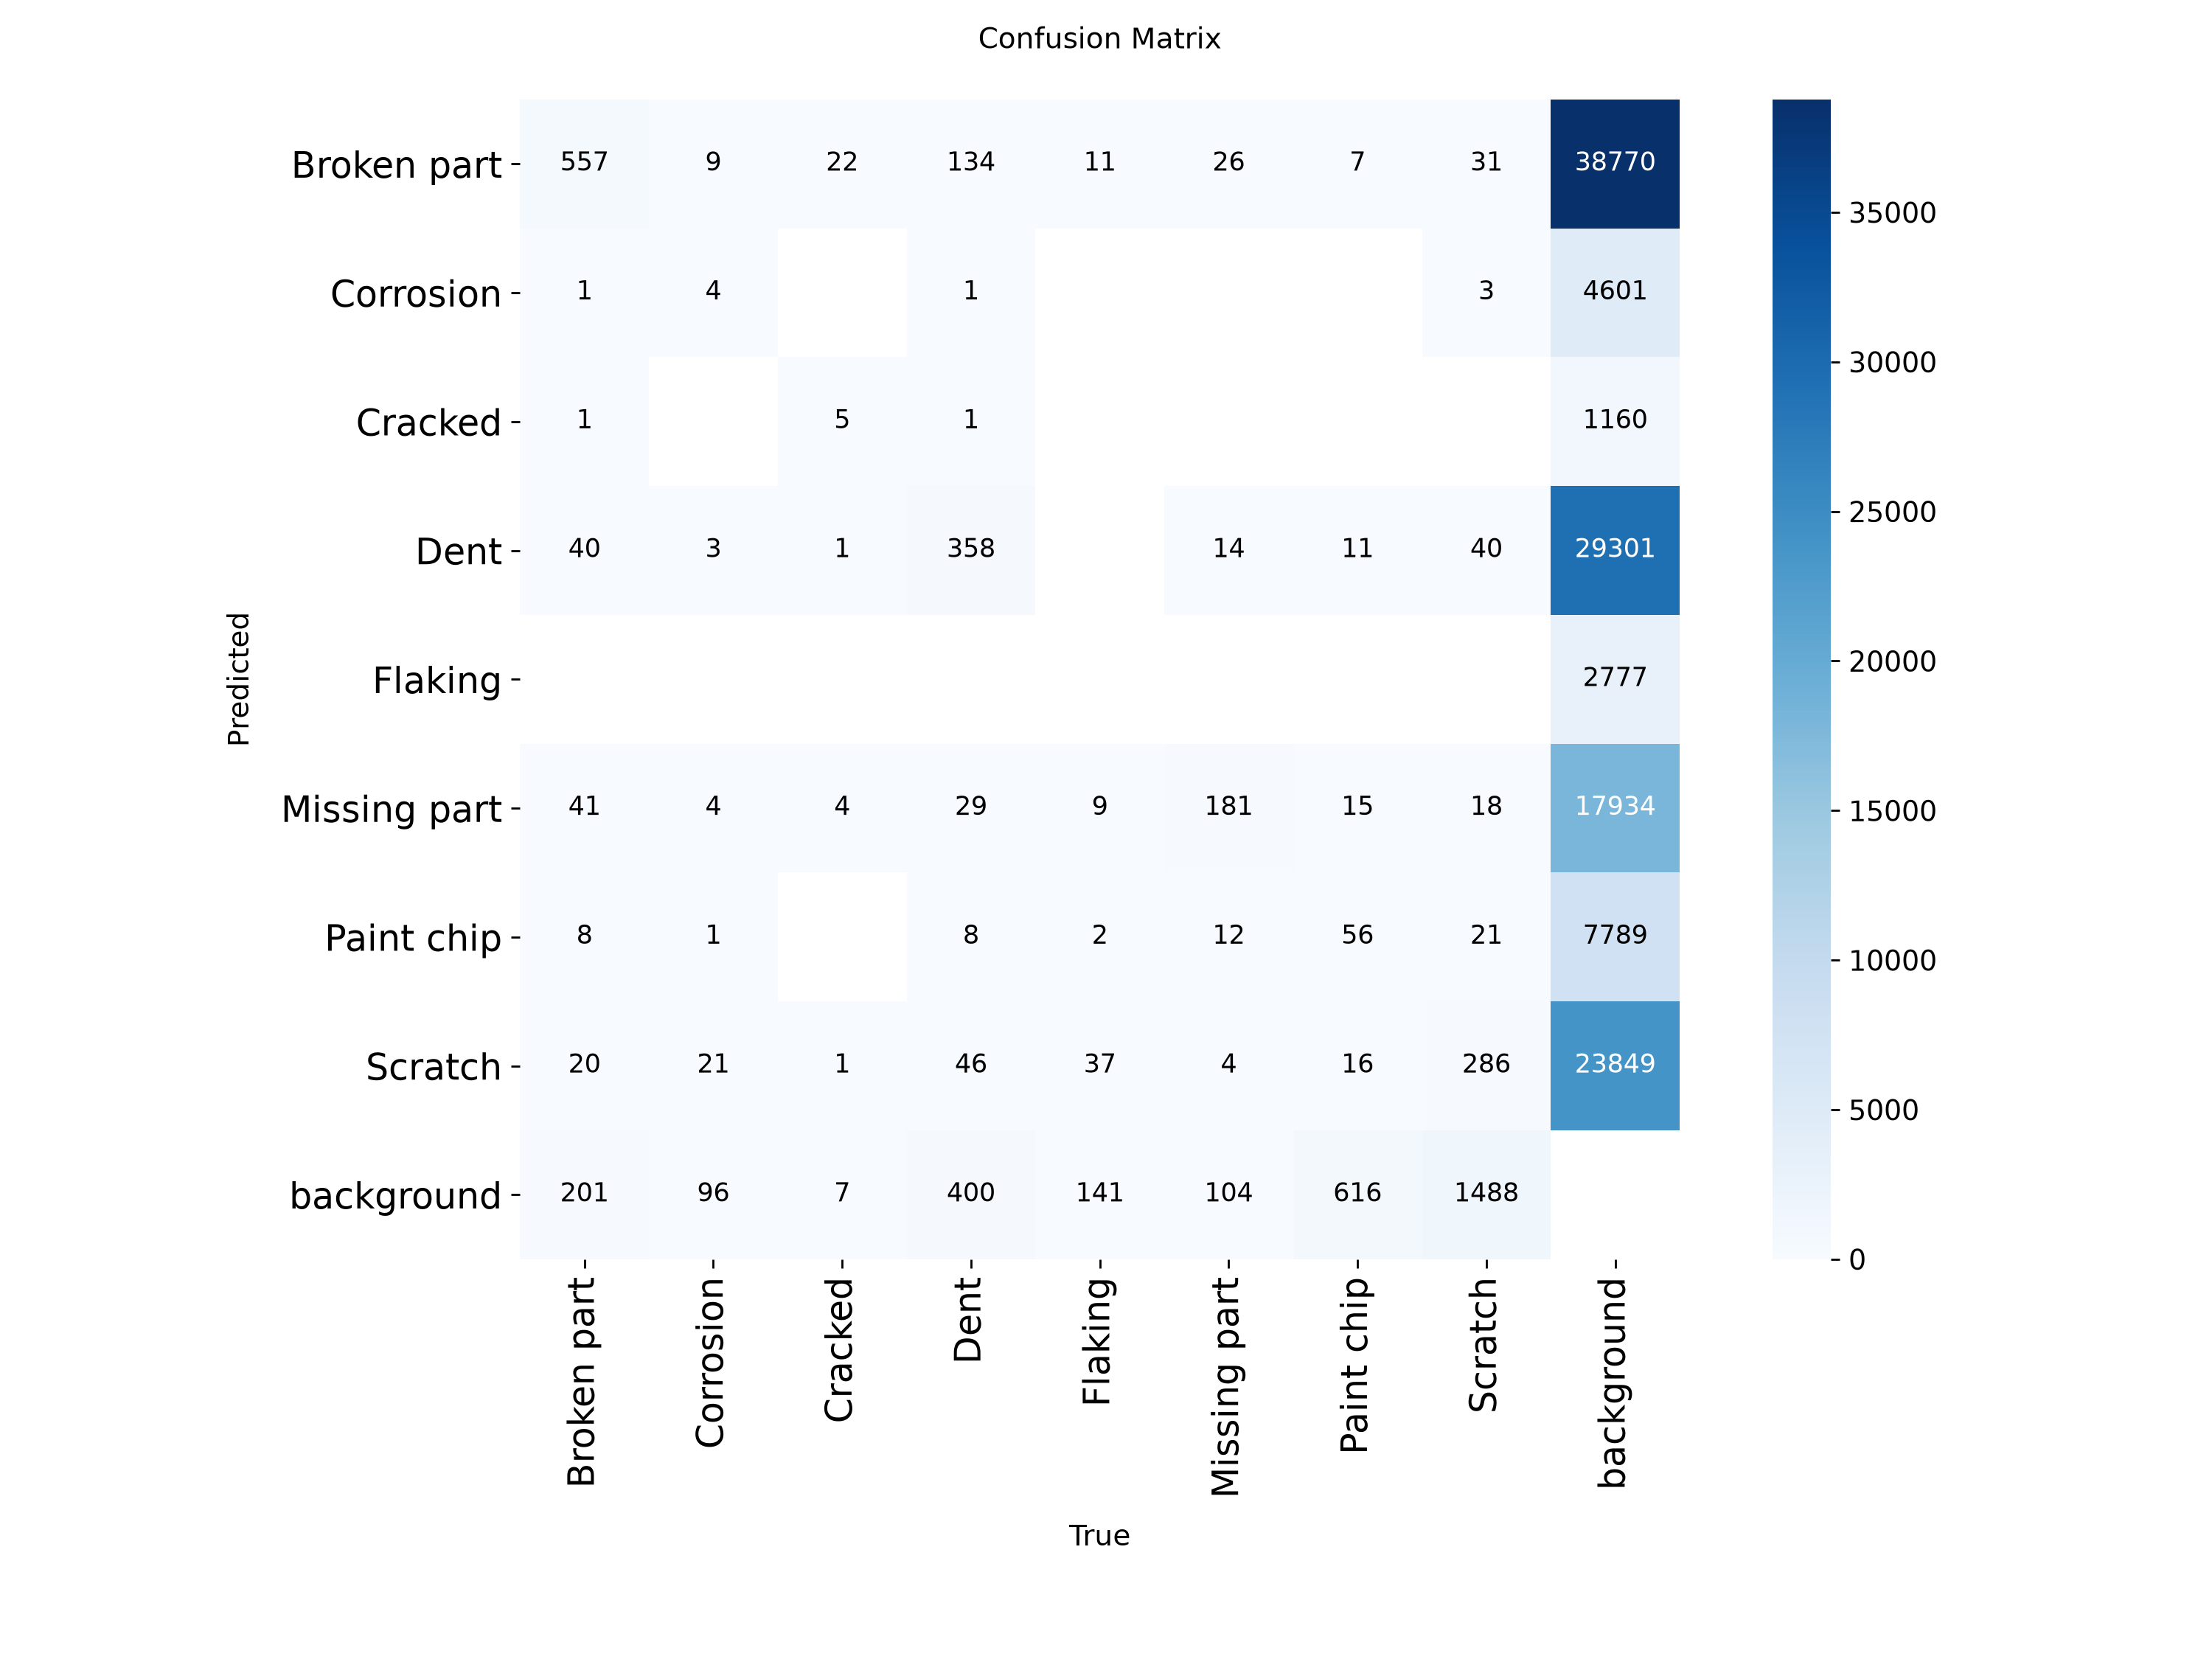 Confusion Matrix
Broken part 557 9 22 134 11 26 7 31 38770
35000
Corrosion 1 4 1 3 4601
30000
Cracked 1 5 1 1160
25000
Dent 40 3 1 358 14 11 40 29301
20000
Predicted
Flaking 2777
15000
Missing part 41 4 4 29 9 181 15 18 17934
10000
Paint chip 8 1 8 2 12 56 21 7789
Scratch 20 21 1 46 37 4 16 286 23849
5000
background 201 96 7 400 141 104 616 1488
0
Broken part
Corrosion
Cracked
Dent
Flaking
Missing part
Paint chip
Scratch
background
True